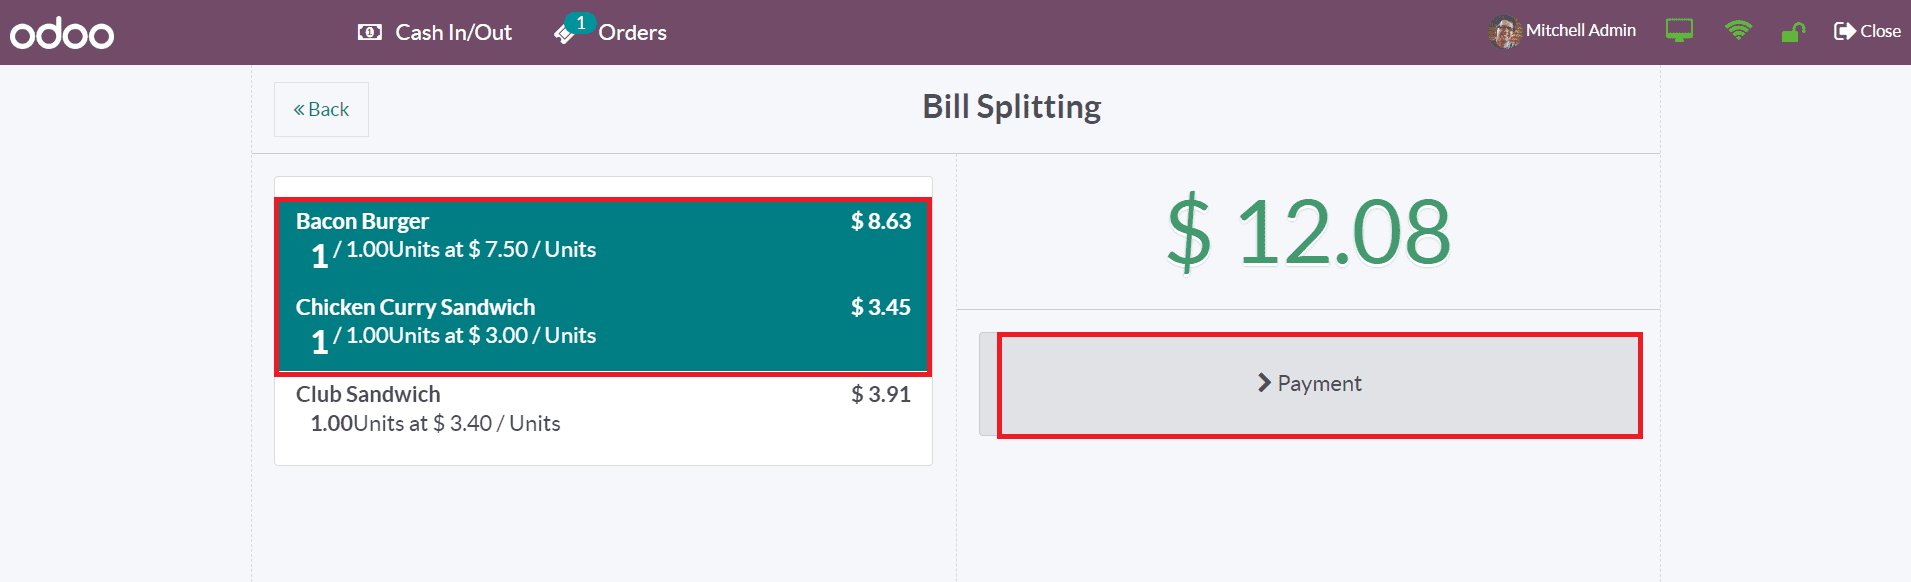 odoo Cash In/Out 1 Orders Mitchell Admin Close
« Back
Bill Splitting
Bacon Burger $ 8.63
1 / 1.00Units at $ 7.50 / Units
Chicken Curry Sandwich $ 3.45
1 / 1.00Units at $ 3.00 / Units
Club Sandwich $ 3.91
1.00Units at $ 3.40 / Units
$ 12.08
Payment